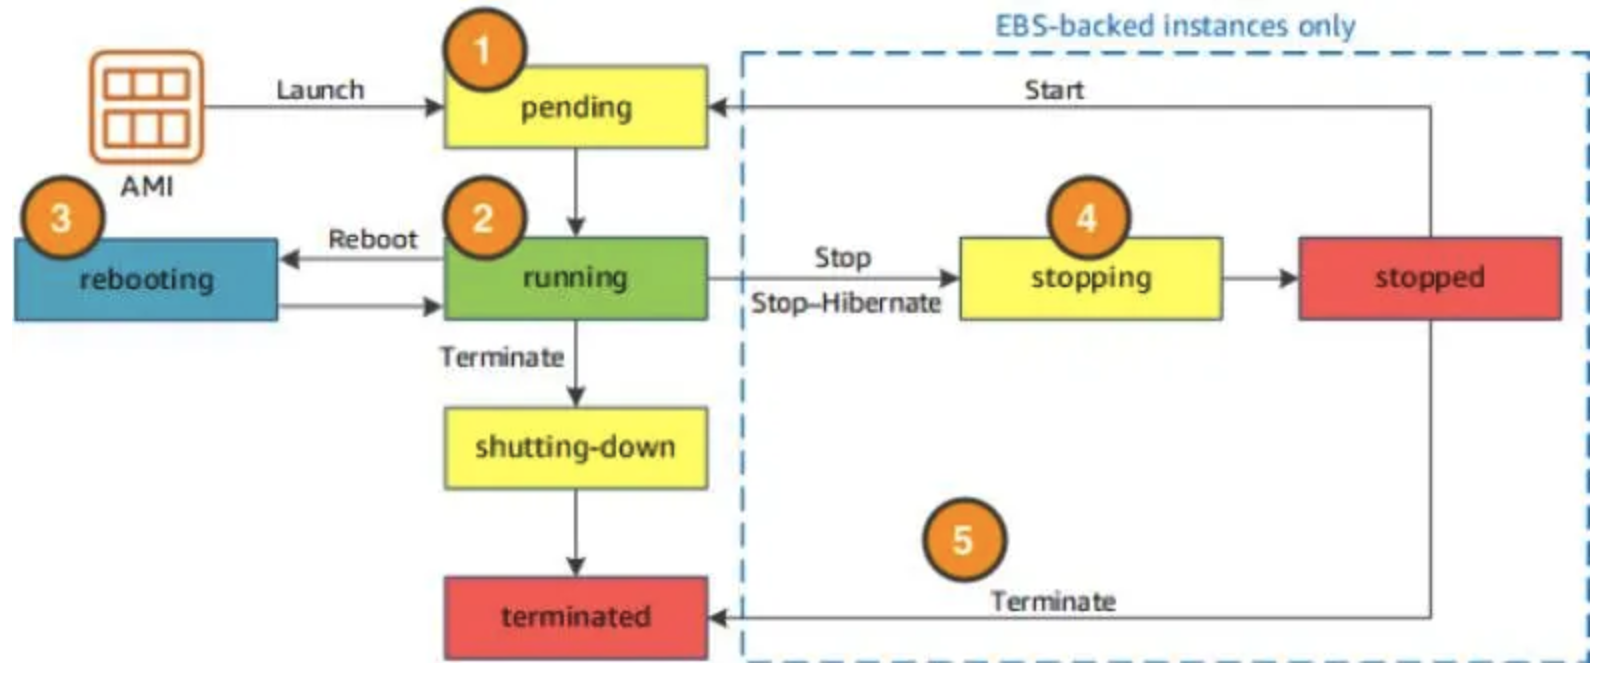 EBS-backed instances only
1
Launch
pending
Start
AMI
3
2
4
Reboot
rebooting
running
Stop
Stop–Hibernate
stopping
stopped
Terminate
shutting-down
5
Terminate
terminated